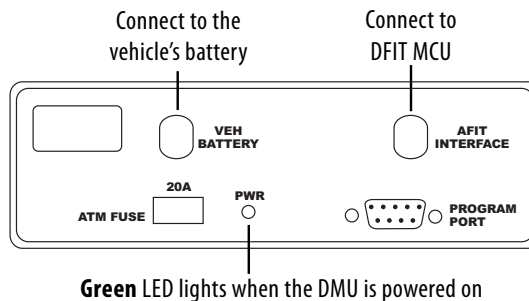 Connect to the
vehicle's battery
Connect to
DFIT MCU
VEH
BATTERY
AFIT
INTERFACE
20A
ATM FUSE
PWR
PROGRAM
PORT
Green LED lights when the DMU is powered on